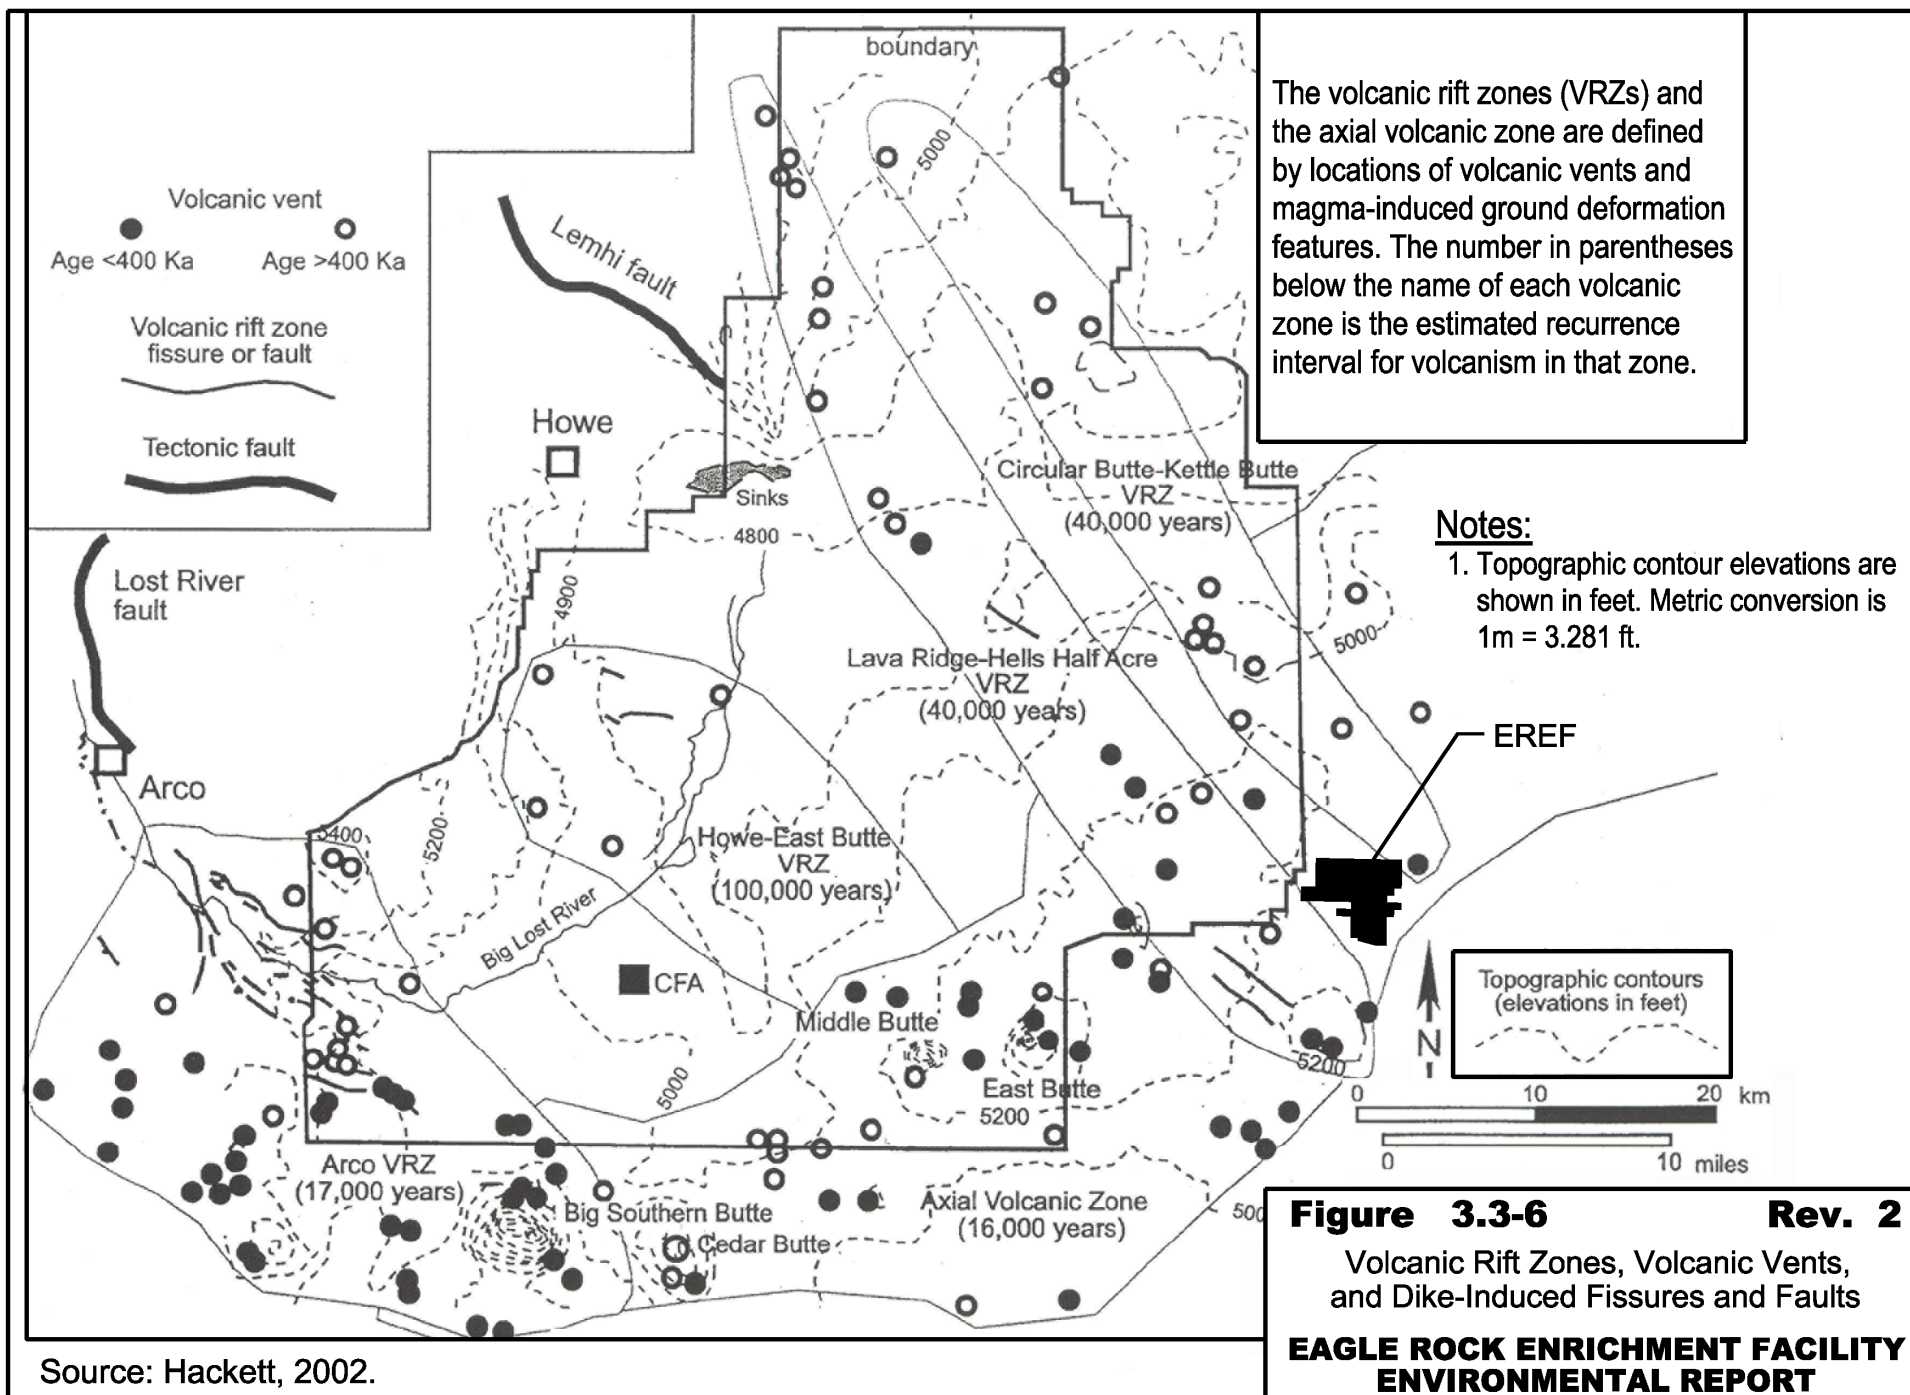 boundary
The volcanic rift zones (VRZs) and
the axial volcanic zone are defined
by locations of volcanic vents and
magma-induced ground deformation
features. The number in parentheses
below the name of each volcanic
zone is the estimated recurrence
interval for volcanism in that zone.
Volcanic vent
Age <400 Ka
Age >400 Ka
Volcanic rift zone
fissure or fault
Tectonic fault
Lemhi fault
5000
Howe
Sinks
4800
4900
Circular Butte-Kettle Butte
VRZ
(40,000 years)
Notes:
1. Topographic contour elevations are
shown in feet. Metric conversion is
1m = 3.281 ft.
Lost River
fault
5000
Lava Ridge-Hells Half Acre
VRZ
(40,000 years)
EREF
Arco
5400
5200
Howe-East Butte
VRZ
(100,000 years)
Big Lost River
CFA
Middle Butte
East Butte
5200
5000
5200
N
Topographic contours
(elevations in feet)
0 10 20 km
0 10 miles
Arco VRZ
(17,000 years)
Big Southern Butte
Cedar Butte
Axial Volcanic Zone
(16,000 years)
500
Figure 3.3-6 Rev. 2
Volcanic Rift Zones, Volcanic Vents,
and Dike-Induced Fissures and Faults
EAGLE ROCK ENRICHMENT FACILITY
ENVIRONMENTAL REPORT
Source: Hackett, 2002.